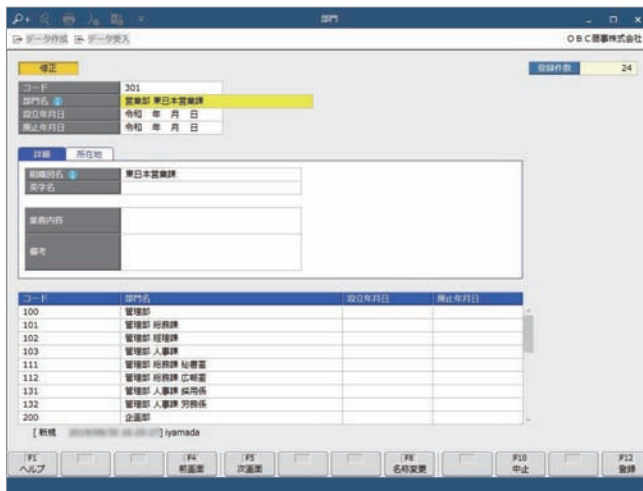 部門
データ作成 データ受入
OBC商事株式会社
修正
登録件数 24
コード 301
部門名 営業部 東日本営業課
設立年月日 令和 年 月 日
廃止年月日 令和 年 月 日
詳細 所在地
組織図名 東日本営業課
英字名
業務内容
備考
コード 部門名 設立年月日 廃止年月日
100 管理部
101 管理部 総務課
102 管理部 経理課
103 管理部 人事課
111 管理部 総務課 秘書室
112 管理部 総務課 広報室
131 管理部 人事課 採用係
132 管理部 人事課 労務係
200 企画部
[ 新規 ] iyamada
F1 F4 F5 F8 F10 F12
ヘルプ 前画面 次画面 名称変更 中止 登録